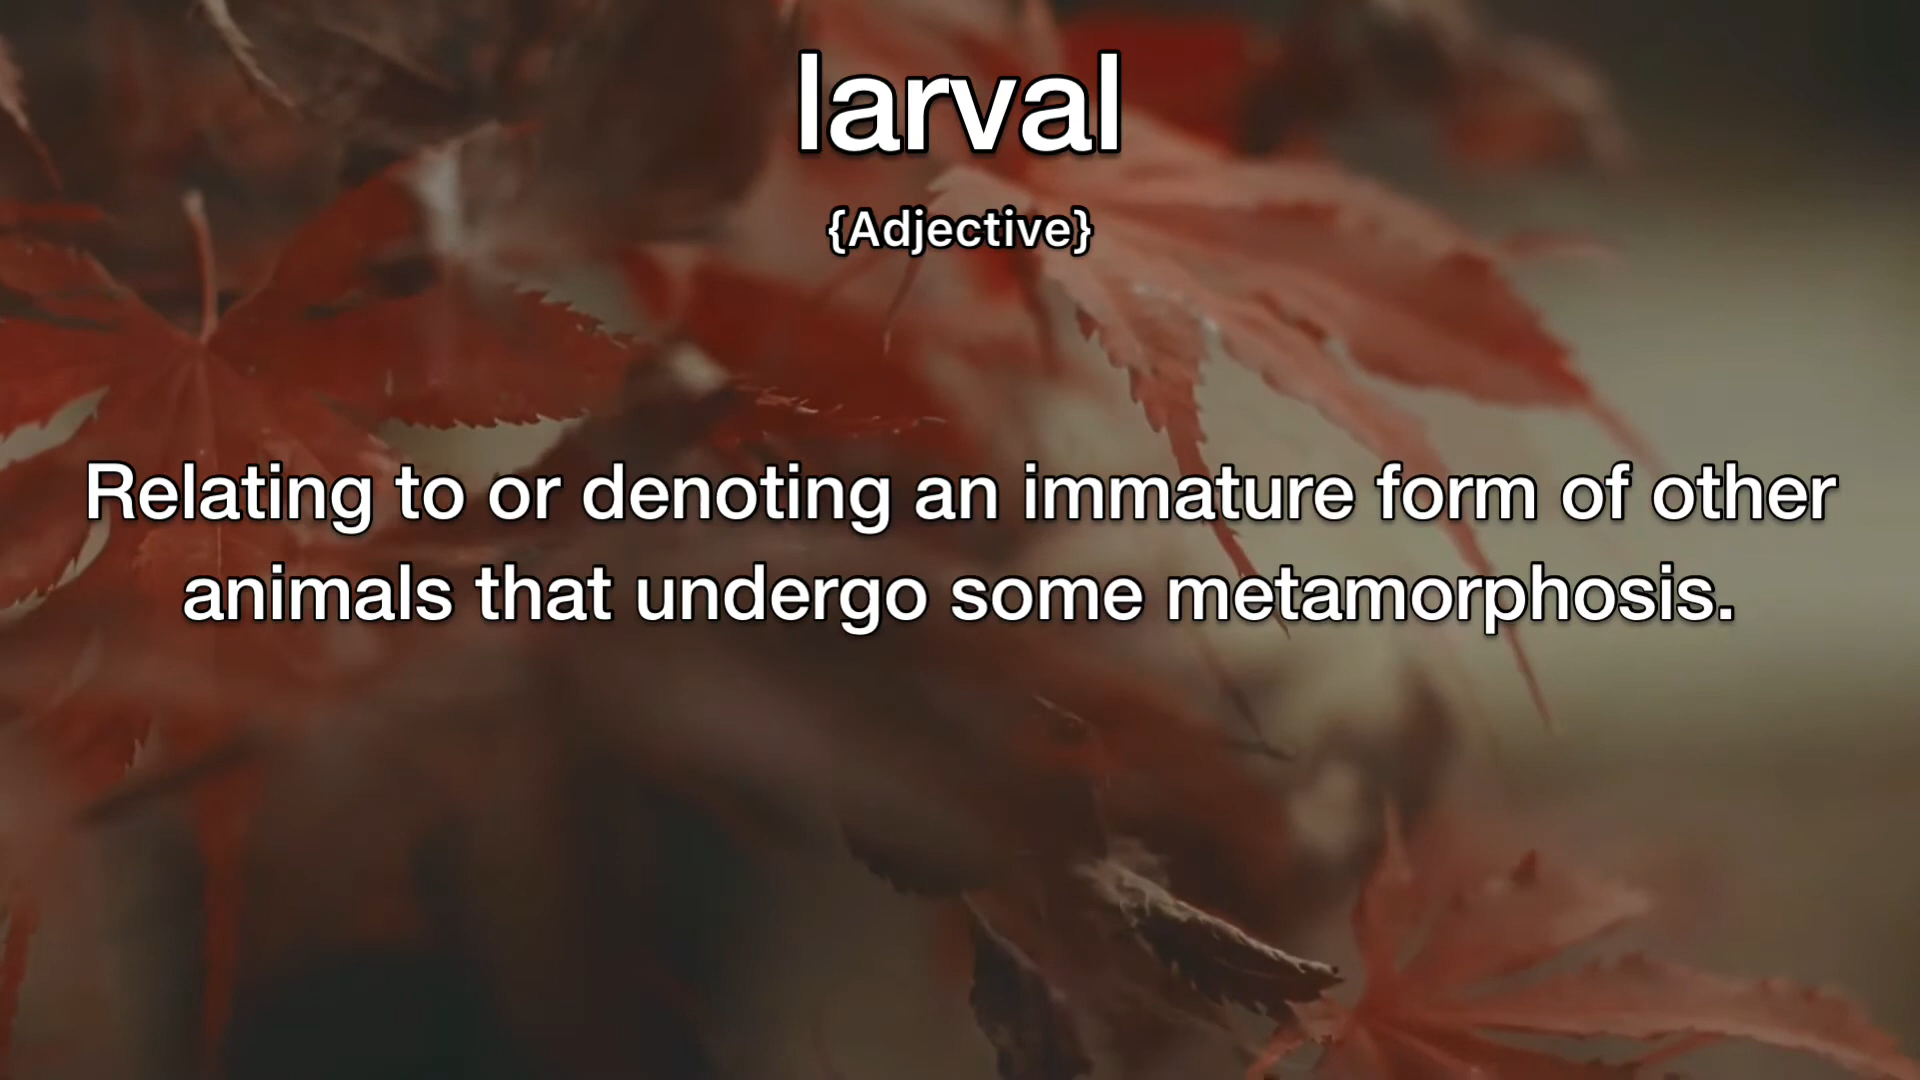 larval
{Adjective}
Relating to or denoting an immature form of other
animals that undergo some metamorphosis.